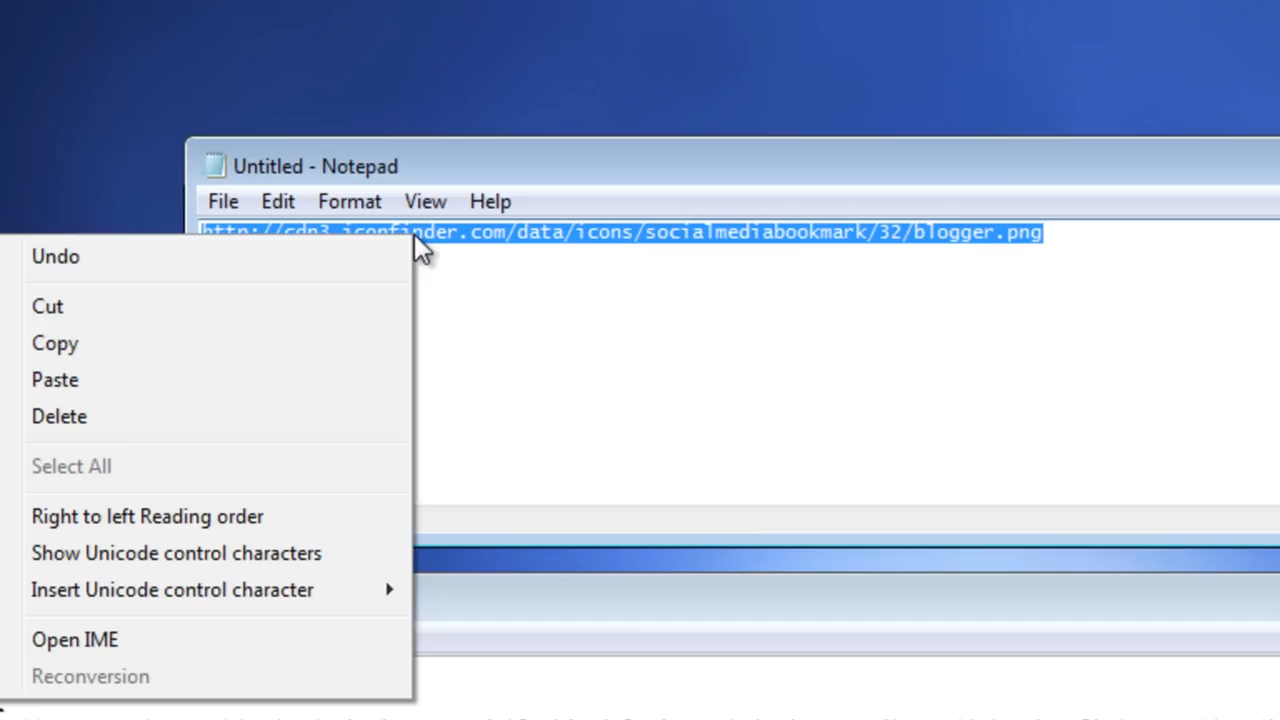 Untitled - Notepad
File Edit Format View Help
http://cdn3.iconfinder.com/data/icons/socialmediabookmark/32/blogger.png
Undo
Cut
Copy
Paste
Delete
Select All
Right to left Reading order
Show Unicode control characters
Insert Unicode control character
Open IME
Reconversion